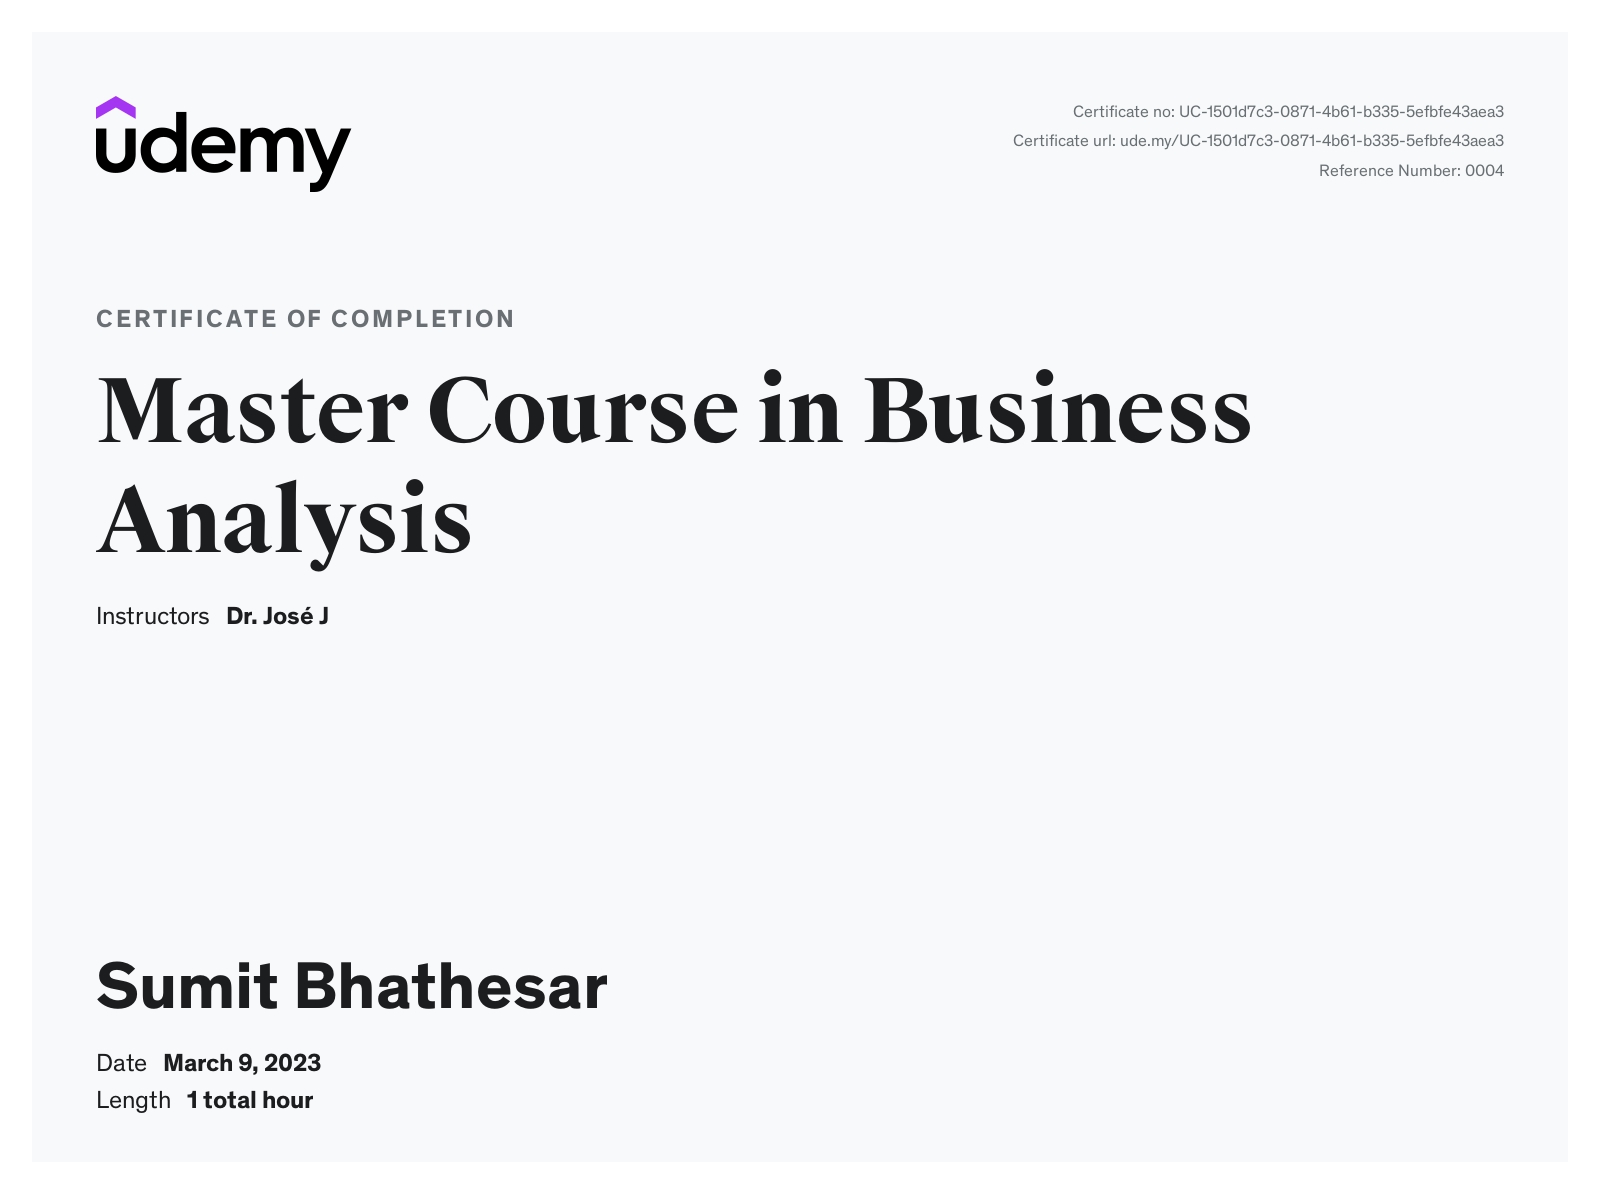 udemy
Certificate no: UC-1501d7c3-0871-4b61-b335-5efbfe43aea3
Certificate url: ude.my/UC-1501d7c3-0871-4b61-b335-5efbfe43aea3
Reference Number: 0004
CERTIFICATE OF COMPLETION
Master Course in Business
Analysis
Instructors Dr. José J
Sumit Bhathesar
Date March 9, 2023
Length 1 total hour